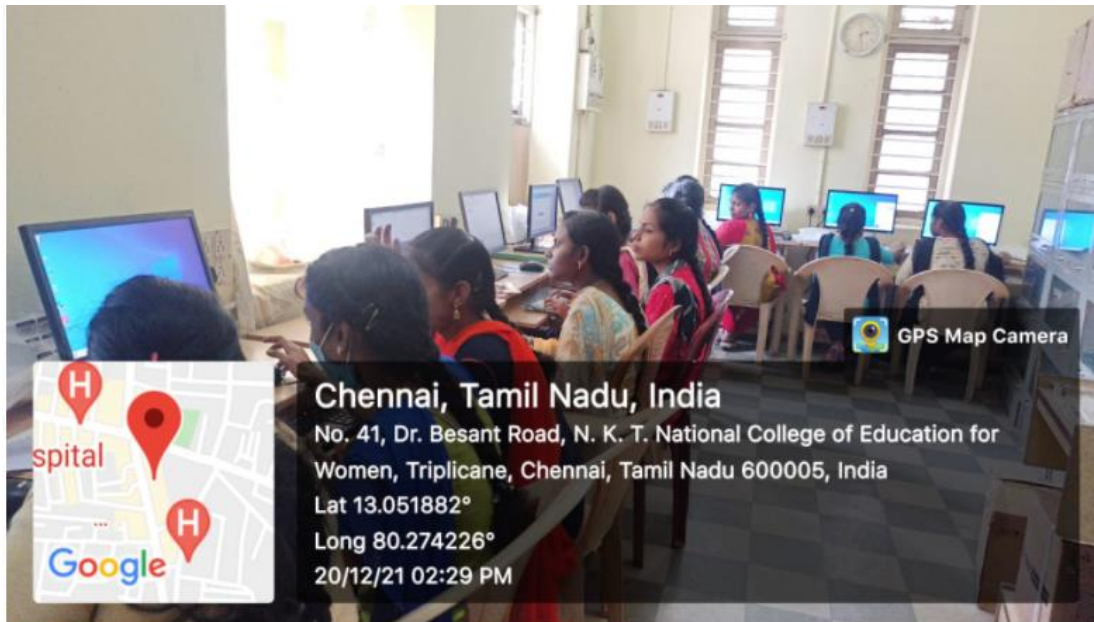 GPS Map Camera
H
spital
...
H
Google
Chennai, Tamil Nadu, India
No. 41, Dr. Besant Road, N. K. T. National College of Education for
Women, Triplicane, Chennai, Tamil Nadu 600005, India
Lat 13.051882°
Long 80.274226°
20/12/21 02:29 PM